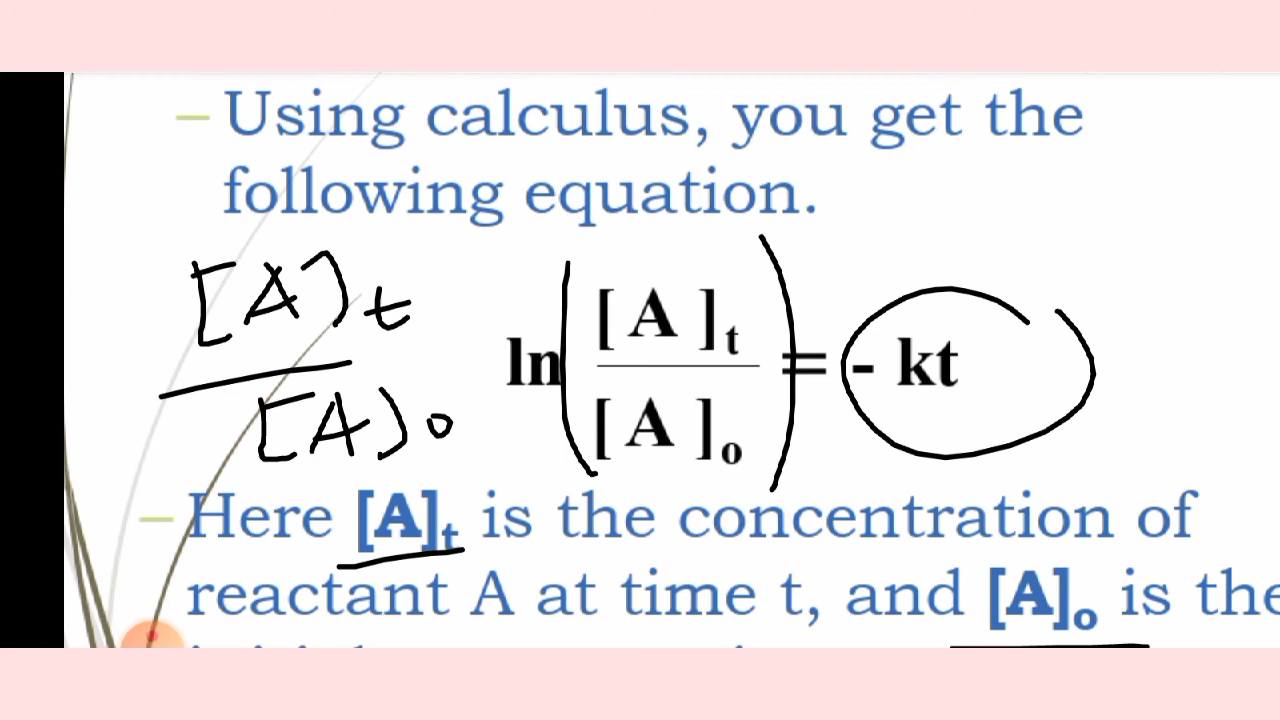 – Using calculus, you get the
following equation.
[A]t / [A]o
ln([ A ]t / [ A ]o) = - kt
– Here [A]t is the concentration of
reactant A at time t, and [A]o is the